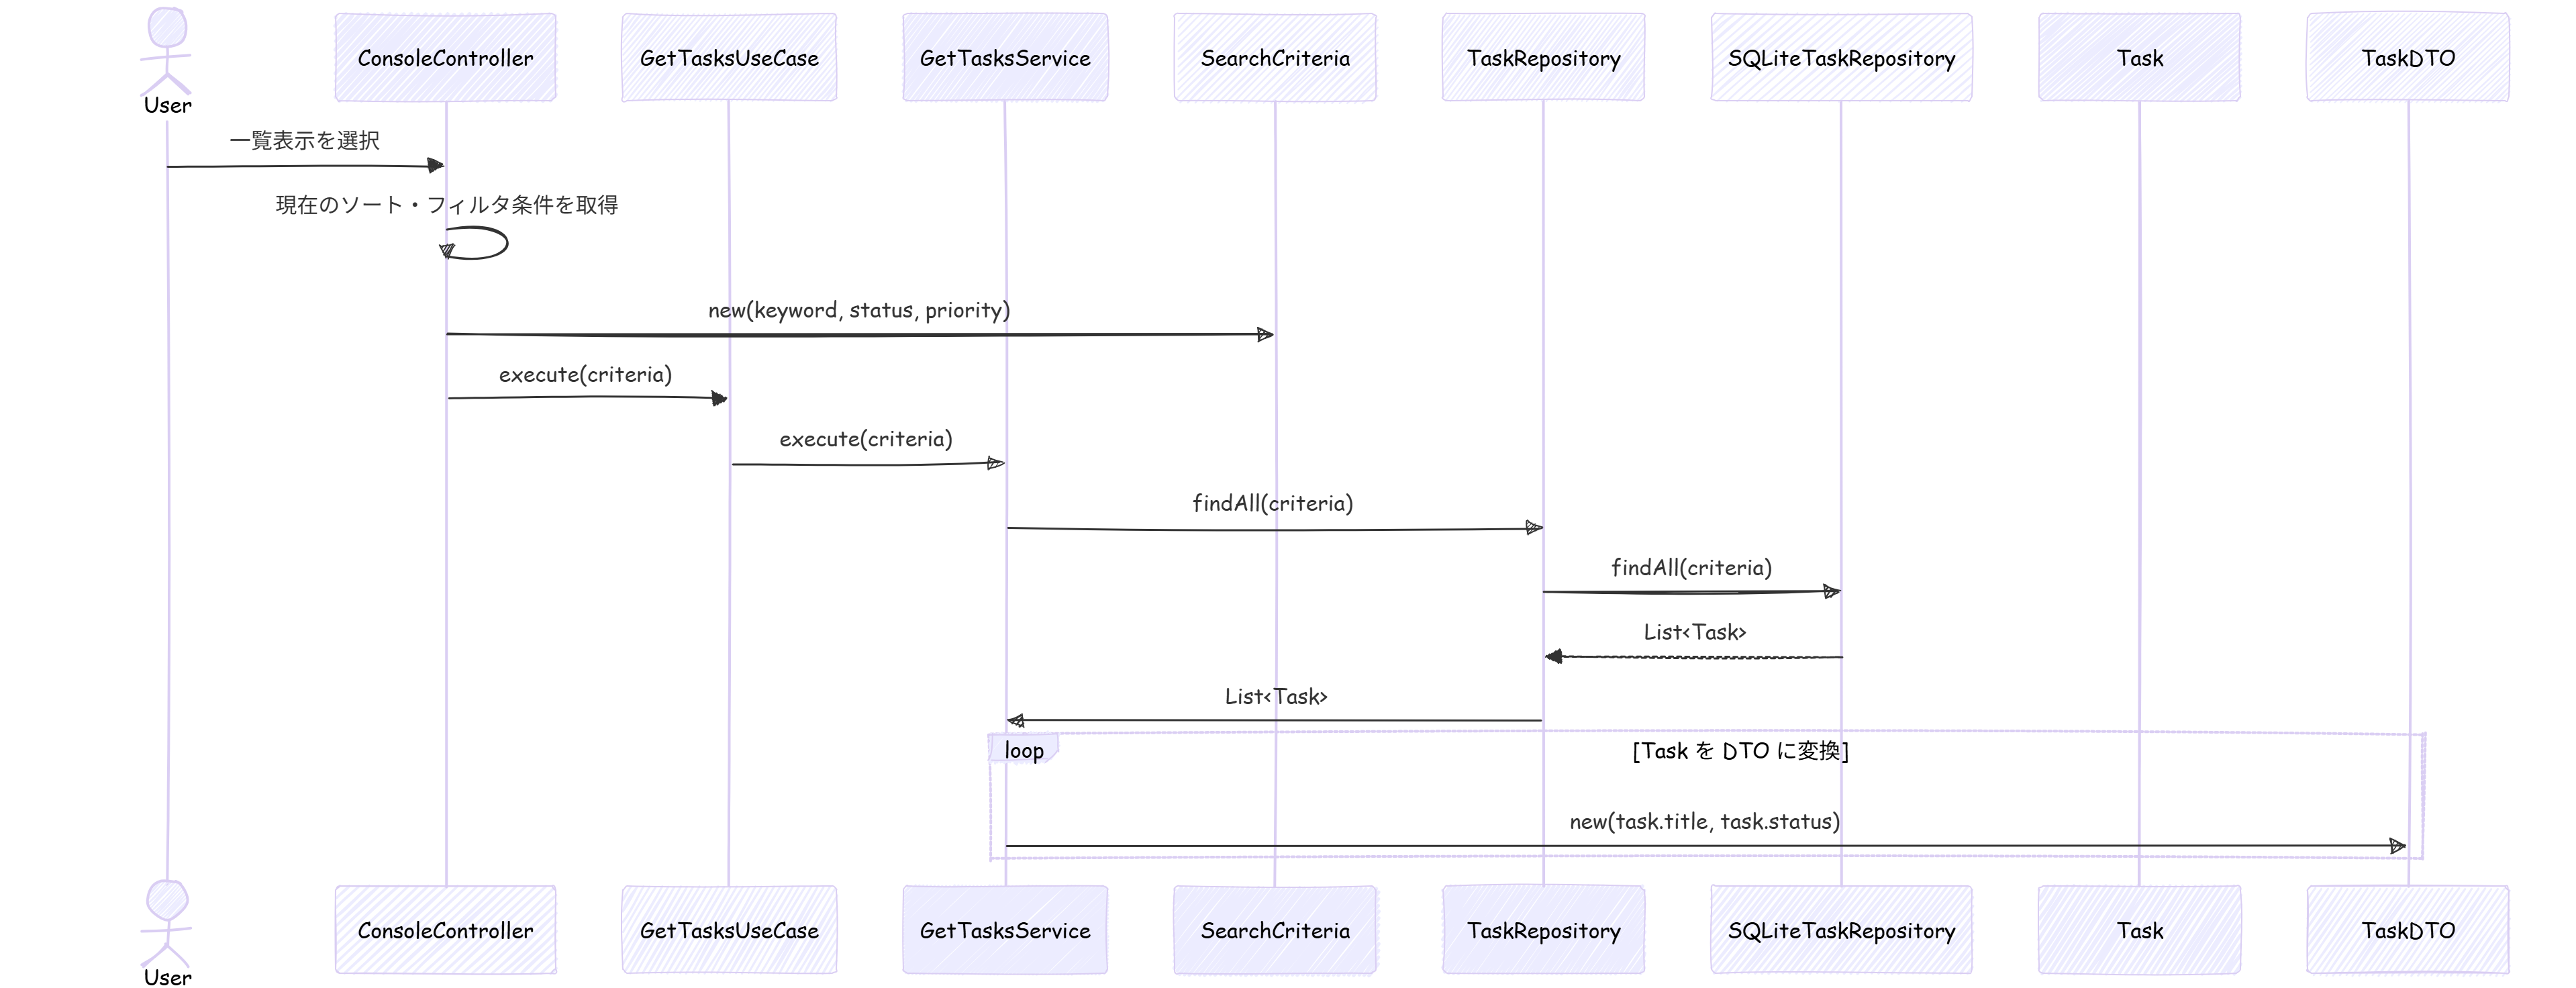 User
ConsoleController
GetTasksUseCase
GetTasksService
SearchCriteria
TaskRepository
SQLiteTaskRepository
Task
TaskDTO
一覧表示を選択
現在のソート・フィルタ条件を取得
new(keyword, status, priority)
execute(criteria)
execute(criteria)
findAll(criteria)
findAll(criteria)
List<Task>
List<Task>
loop
[Task を DTO に変換]
new(task.title, task.status)
User
ConsoleController
GetTasksUseCase
GetTasksService
SearchCriteria
TaskRepository
SQLiteTaskRepository
Task
TaskDTO